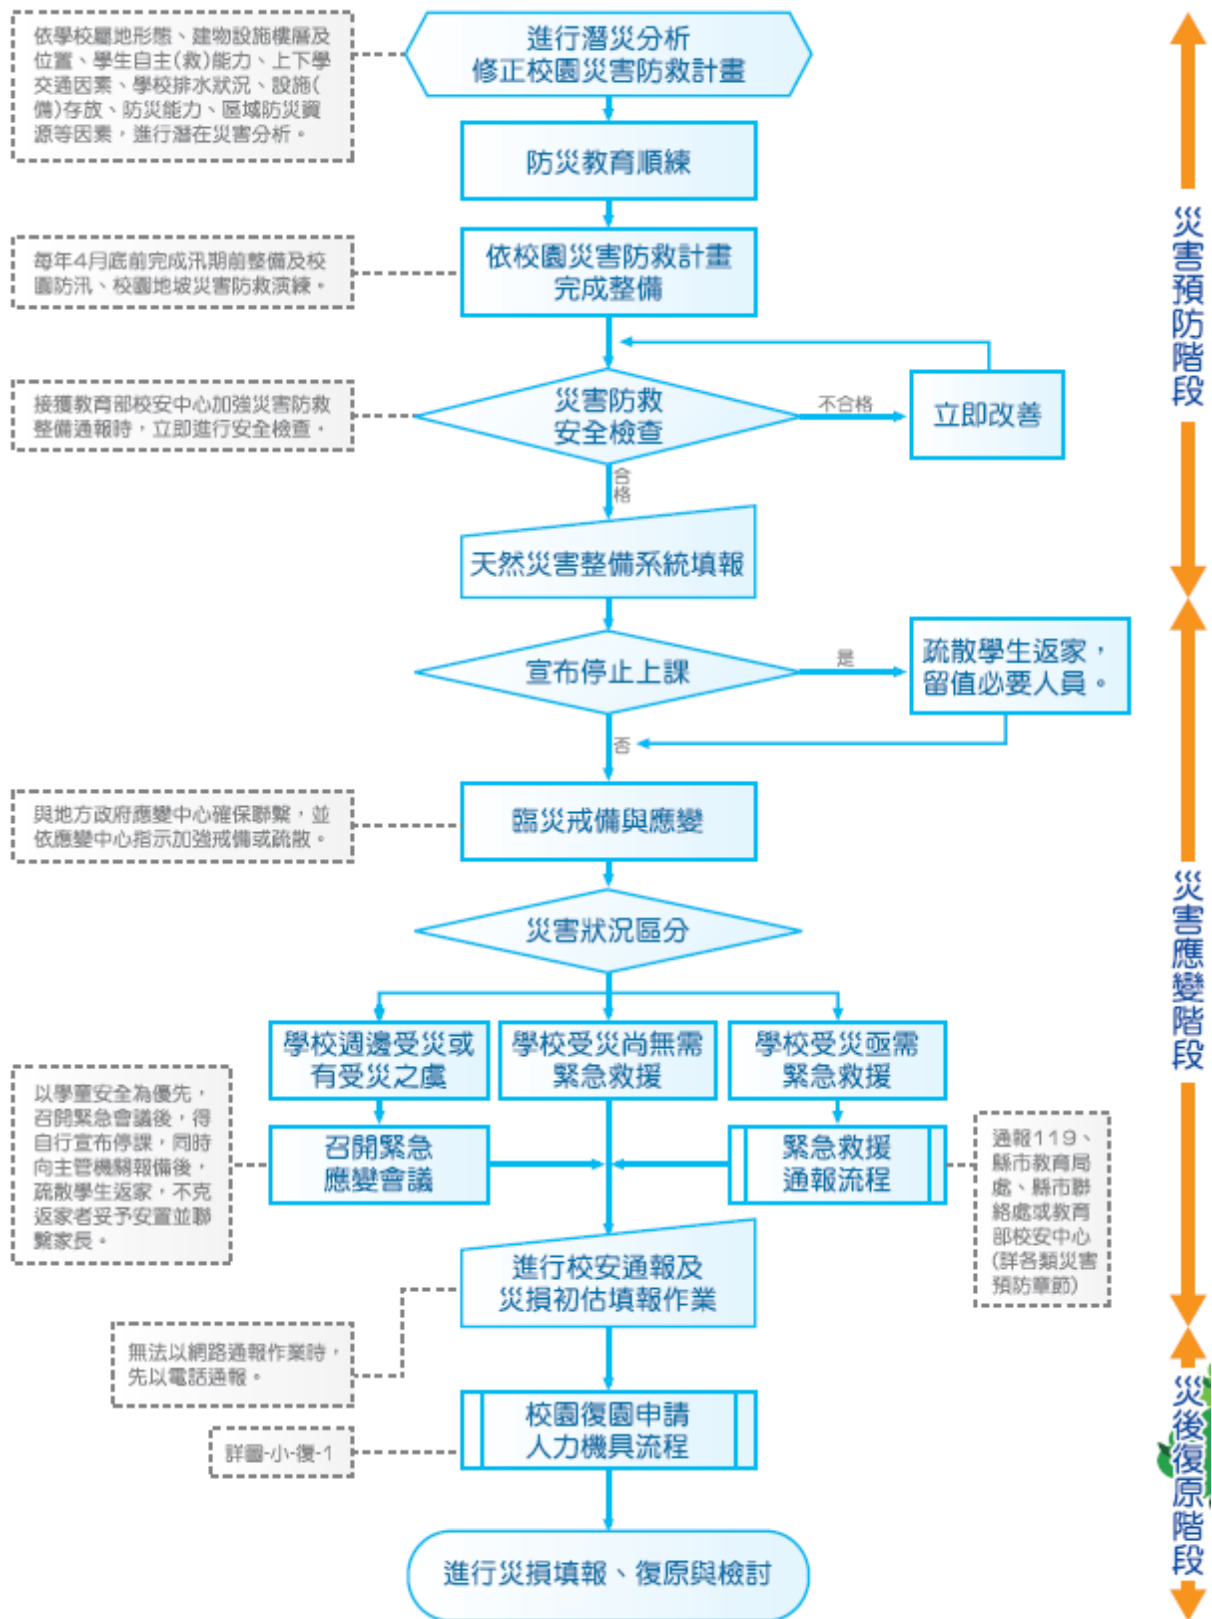 依學校屬地形態、建物設施樓層及
位置、學生自主(救)能力、上下學
交通因素、學校排水狀況、設施(
備)存放、防災能力、區域防災資
源等因素，進行潛在災害分析。
進行潛災分析
修正校園災害防救計畫
防災教育順練
每年4月底前完成汛期前整備及校
園防汛、校園地坡災害防救演練。
依校園災害防救計畫
完成整備
接獲教育部校安中心加強災害防救
整備通報時，立即進行安全檢查。
災害防救
安全檢查
不合格
立即改善
合格
天然災害整備系統填報
災害預防階段
宣布停止上課
是
疏散學生返家，
留值必要人員。
否
與地方政府應變中心確保聯繫，並
依應變中心指示加強戒備或疏散。
臨災戒備與應變
災害狀況區分
學校週邊受災或
有受災之虞
學校受災尚無需
緊急救援
學校受災亟需
緊急救援
以學童安全為優先，
召開緊急會議後，得
自行宣布停課，同時
向主管機關報備後，
疏散學生返家，不克
返家者妥予安置並聯
繫家長。
召開緊急
應變會議
緊急救援
通報流程
通報119、
縣市教育局
處、縣市聯
絡處或教育
部校安中心
(詳各類災害
預防章節)
進行校安通報及
災損初估填報作業
災害應變階段
無法以網路通報作業時，
先以電話通報。
校園復園申請
人力機具流程
詳圖-小-復-1
進行災損填報、復原與檢討
災後復原階段